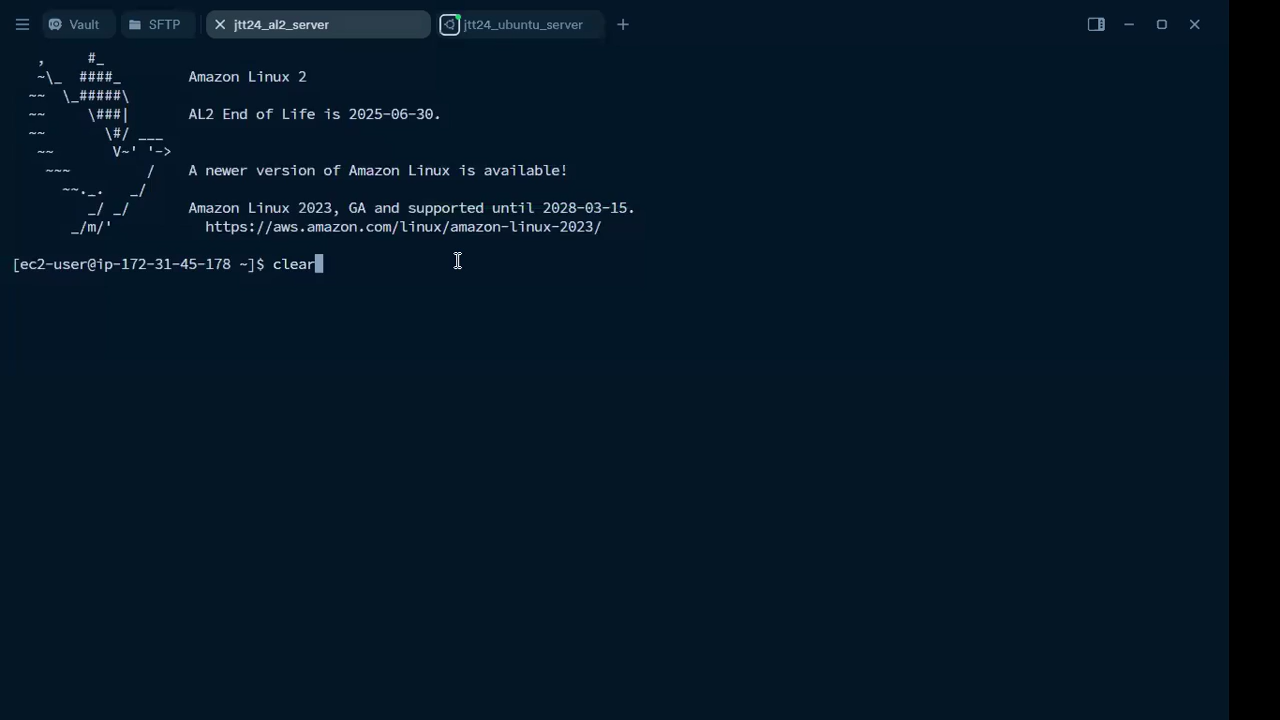 Vault SFTP jtt24_al2_server jtt24_ubuntu_server
,     #_
~\_  ####_        Amazon Linux 2
~~  \_#####\
~~     \###|       AL2 End of Life is 2025-06-30.
~~       \#/ ___
~~       V~' '->
~~~         /    A newer version of Amazon Linux is available!
~~._.   _/
_/ _/       Amazon Linux 2023, GA and supported until 2028-03-15.
_/m/'           https://aws.amazon.com/linux/amazon-linux-2023/
[ec2-user@ip-172-31-45-178 ~]$ clear